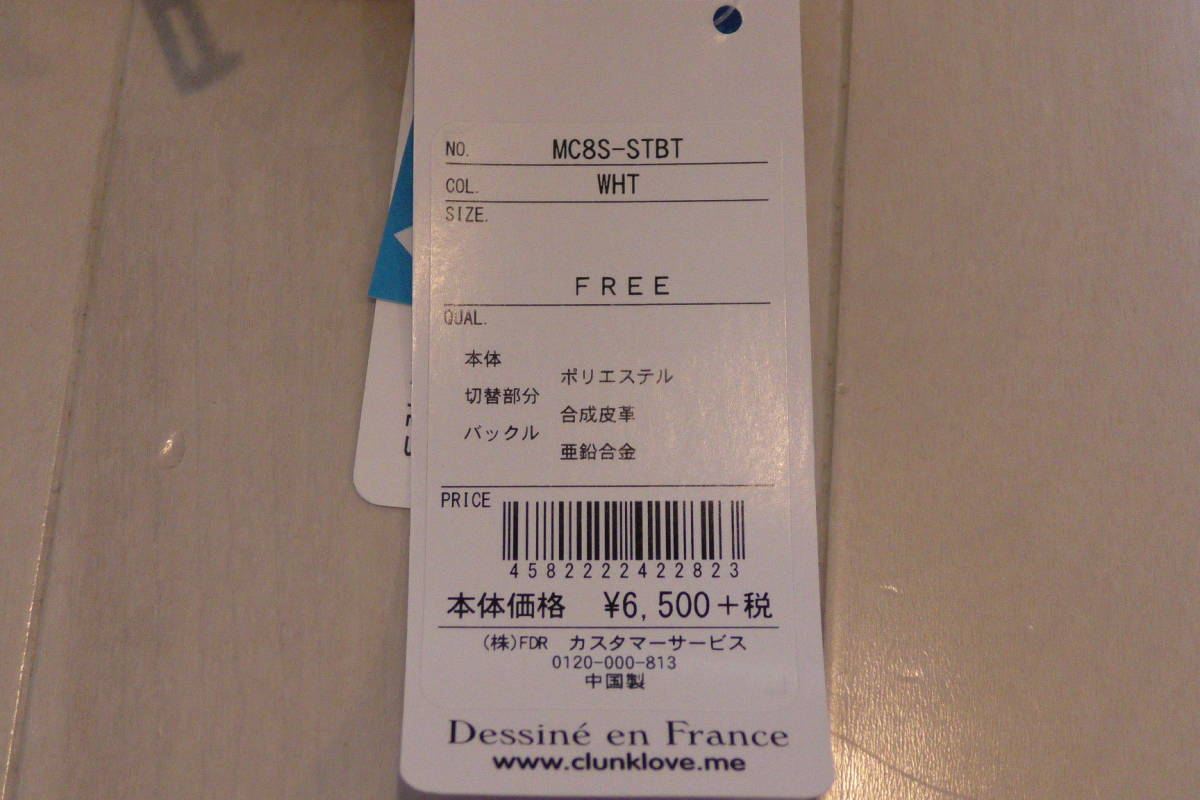 NO. MC8S-STBT
COL. WHT
SIZE.
FREE
QUAL.
本体
ポリエステル
切替部分
合成皮革
バックル
亜鉛合金
PRICE
4582222422823
本体価格 ¥6,500+税
(株)FDR カスタマーサービス
0120-000-813
中国製
Dessiné en France
www.clunklove.me